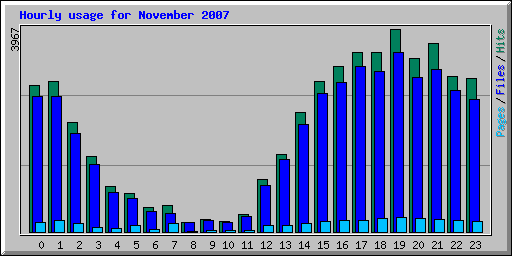 Hourly usage for November 2007
3967
Pages / Files / Hits
0 1 2 3 4 5 6 7 8 9 10 11 12 13 14 15 16 17 18 19 20 21 22 23